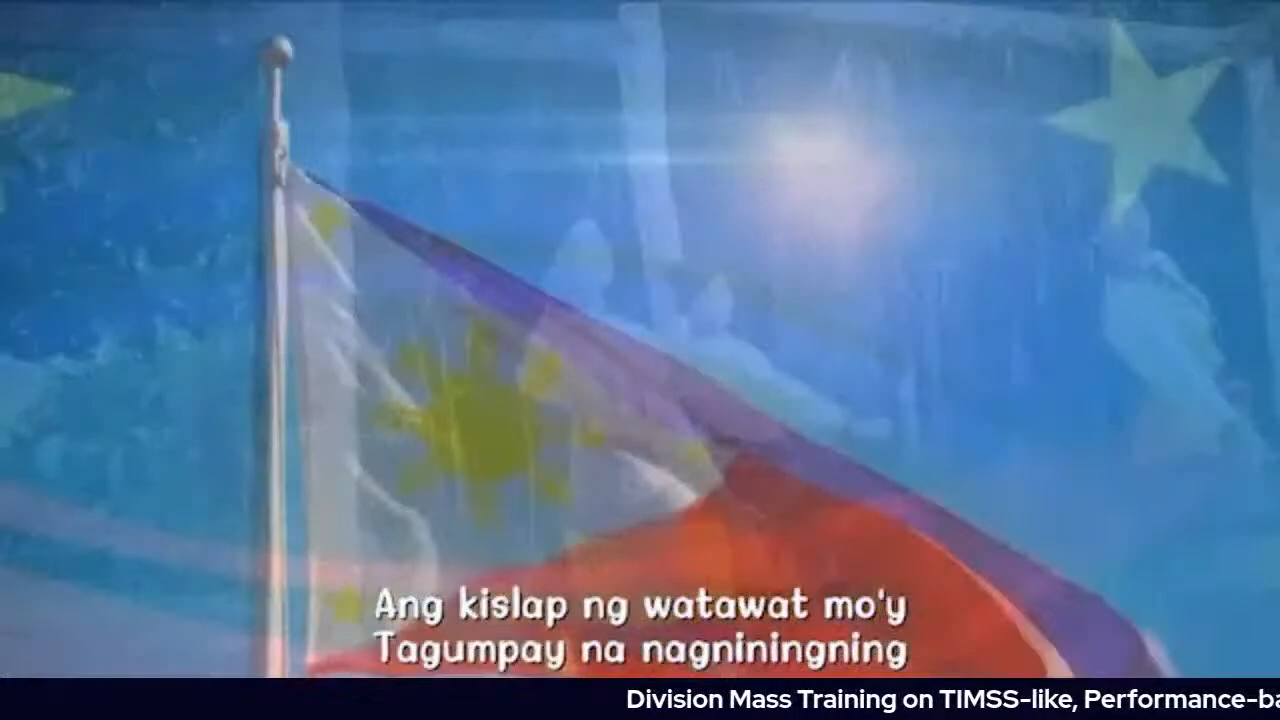 Ang kislap ng watawat mo'y
Tagumpay na nagniningning
Division Mass Training on TIMSS-like, Performance-ba